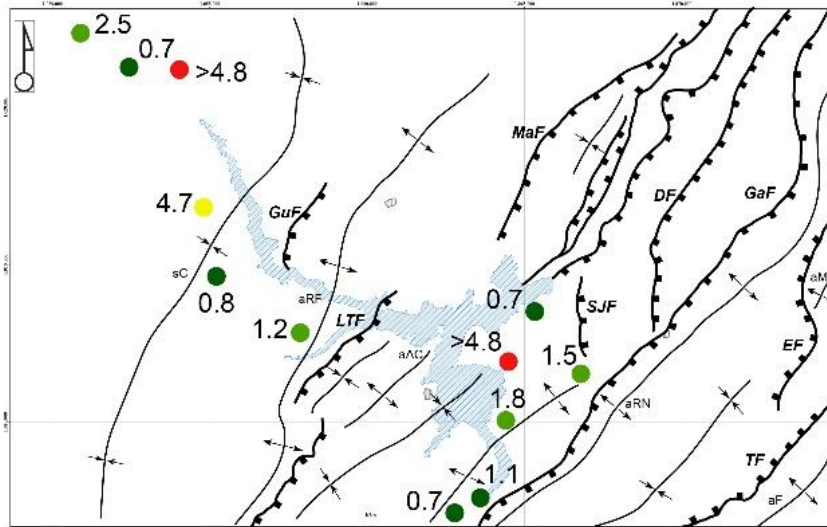 2.5
0.7
>4.8
MaF
4.7
GuF
DF
GaF
sC
0.8
aRF
aM
LTF
0.7
SJF
1.2
>4.8
EF
aAC
1.5
1.8
aRN
TF
1.1
0.7
aF